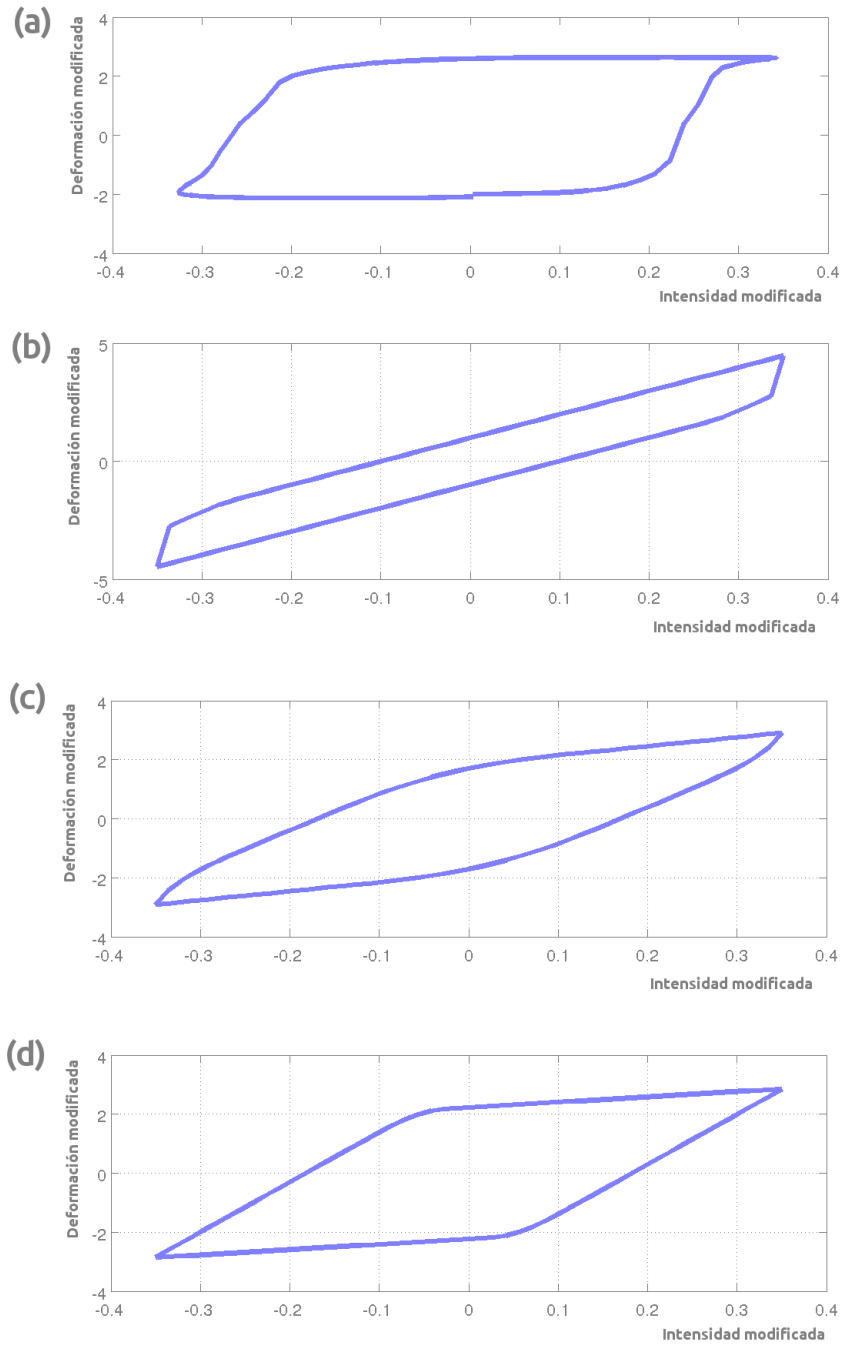 (a)
Deformación modificada
4
2
0
-2
-4
-0.4 -0.3 -0.2 -0.1 0 0.1 0.2 0.3 0.4
Intensidad modificada
(b)
Deformación modificada
5
0
-5
-0.4 -0.3 -0.2 -0.1 0 0.1 0.2 0.3 0.4
Intensidad modificada
(c)
Deformación modificada
4
2
0
-2
-4
-0.4 -0.3 -0.2 -0.1 0 0.1 0.2 0.3 0.4
Intensidad modificada
(d)
Deformación modificada
4
2
0
-2
-4
-0.4 -0.3 -0.2 -0.1 0 0.1 0.2 0.3 0.4
Intensidad modificada